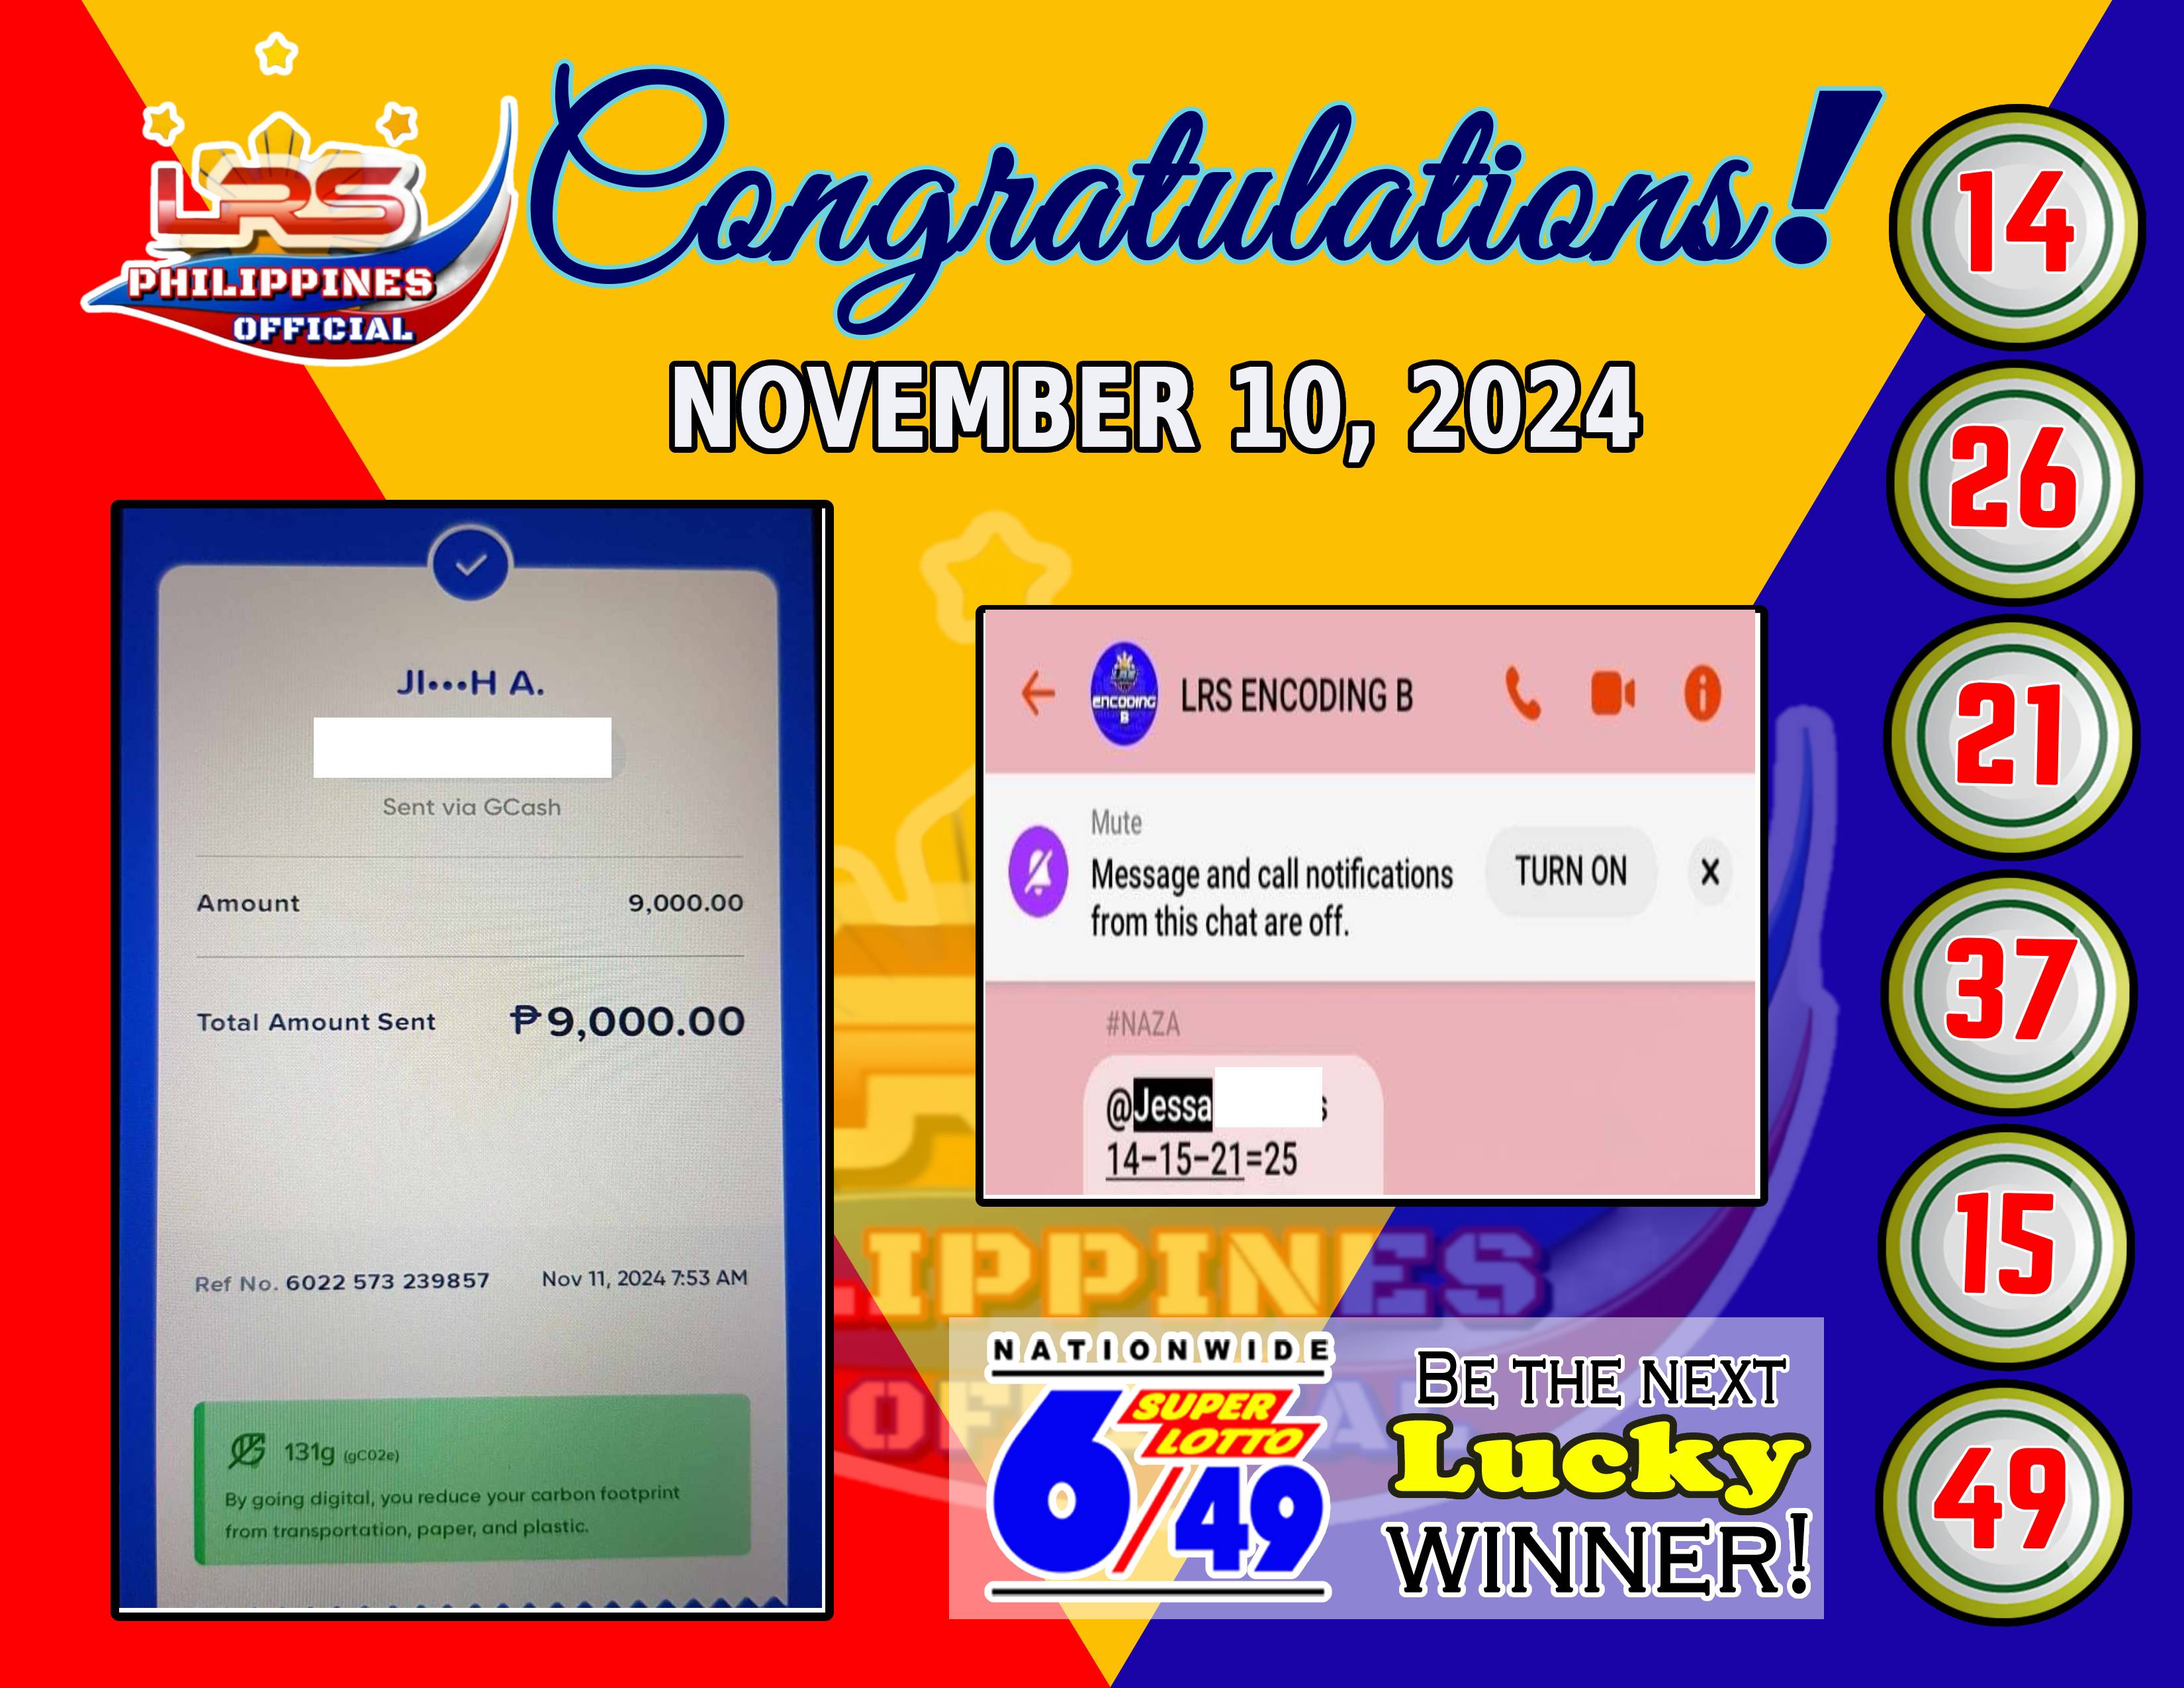 LRS
PHILIPPINES
OFFICIAL
Congratulations!
NOVEMBER 10, 2024
JI•••H A.
Sent via GCash
Amount 9,000.00
Total Amount Sent ₱9,000.00
Ref No. 6022 573 239857 Nov 11, 2024 7:53 AM
131g (gCO2e)
By going digital, you reduce your carbon footprint
from transportation, paper, and plastic.
LRS ENCODING B
ENCODING
B
Mute
Message and call notifications
from this chat are off.
TURN ON
#NAZA
@Jessa s
14-15-21=25
LIPPINES
NATIONWIDE
6/49
SUPER
LOTTO
BE THE NEXT
Lucky
WINNER!
14
26
21
37
15
49